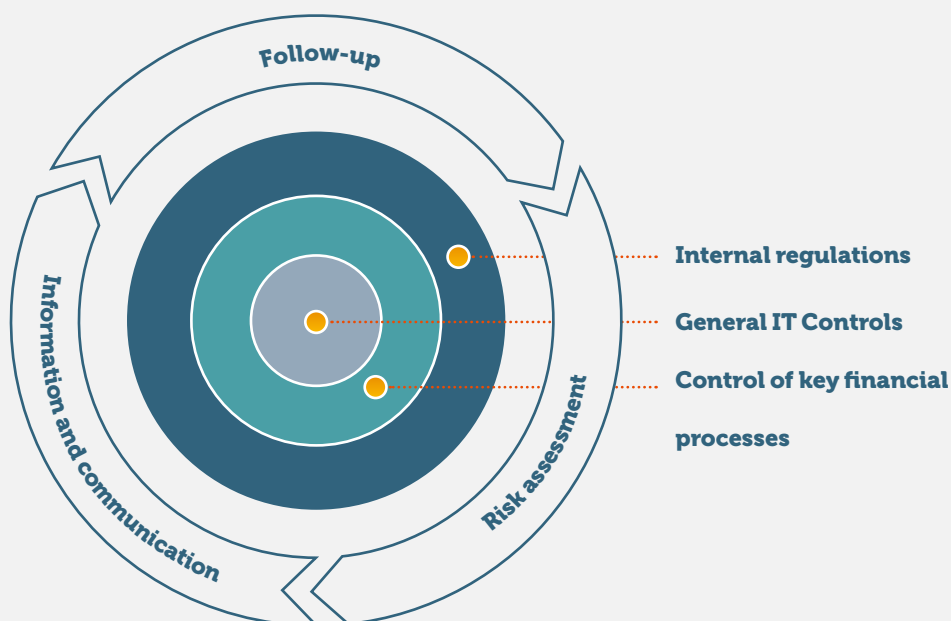 Follow-up
Internal regulations
General IT Controls
Control of key financial
processes
Risk assessment
Information and communication